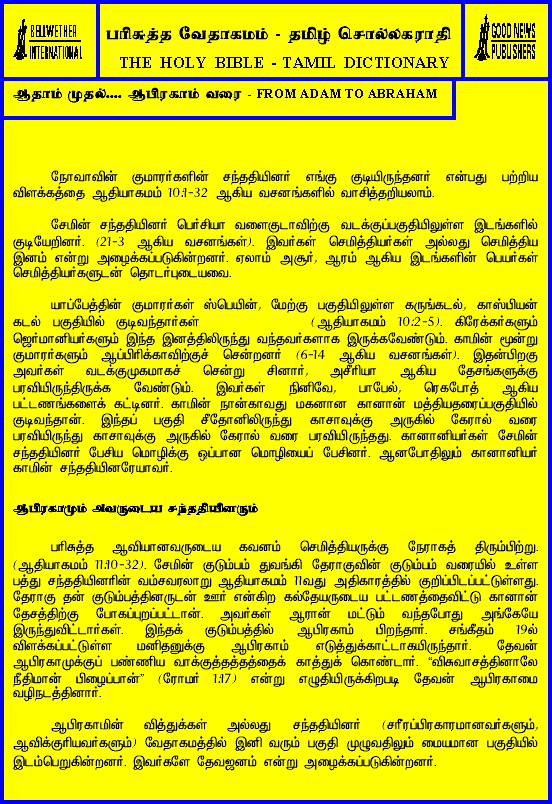 BELLWETHER
INTERNATIONAL
பரிசுத்த வேதாகமம் - தமிழ் சொல்லகராதி
THE HOLY BIBLE - TAMIL DICTIONARY
GOOD NEWS
PUBLISHERS
ஆதாம் முதல்.... ஆபிரகாம் வரை - FROM ADAM TO ABRAHAM
நோவாவின் குமாரர்களின் சந்ததியினர் எங்கு குடியிருந்தனர் என்பது பற்றிய
விளக்கத்தை ஆதியாகமம் 10:1-32 ஆகிய வசனங்களில் வாசித்தறியலாம்.
சேமின் சந்ததியினர் பெர்சியா வளைகுடாவிற்கு வடக்குப்பகுதியிலுள்ள இடங்களில்
குடியேறினர். (21-3 ஆகிய வசனங்கள்). இவர்கள் செமித்தியர்கள் அல்லது செமித்திய
இனம் என்று அழைக்கப்படுகின்றனர். ஏலாம் அசூர், ஆரம் ஆகிய இடங்களின் பெயர்கள்
செமித்தியர்களுடன் தொடர்புடையவை.
யாப்பேத்தின் குமாரர்கள் ஸ்பெயின், மேற்கு பகுதியிலுள்ள கருங்கடல், காஸ்பியன்
கடல் பகுதியில் குடிவந்தார்கள் (ஆதியாகமம் 10:2-5). கிரேக்கர்களும்
ஜெர்மானியர்களும் இந்த இனத்திலிருந்து வந்தவர்களாக இருக்கவேண்டும். காமின் மூன்று
குமாரர்களும் ஆப்பிரிக்காவிற்குச் சென்றனர் (6-14 ஆகிய வசனங்கள்). இதன்பிறகு
அவர்கள் வடக்குமுகமாகச் சென்று சினார், அசீரியா ஆகிய தேசங்களுக்கு
பரவியிருந்திருக்க வேண்டும். இவர்கள் நினிவே, பாபேல், ரெகபோத் ஆகிய
பட்டணங்களைக் கட்டினர். காமின் நான்காவது மகனான கானான் மத்தியதரைப்பகுதியில்
குடிவந்தான். இந்தப் பகுதி சீதோனிலிருந்து காசாவுக்கு அருகில் கேரால் வரை
பரவியிருந்து காசாவுக்கு அருகில் கேரால் வரை பரவியிருந்தது. கானானியர்கள் சேமின்
சந்ததியினர் பேசிய மொழிக்கு ஒப்பான மொழியைப் பேசினர். ஆனபோதிலும் கானானியர்
காமின் சந்ததியினரேயாவர்.
ஆபிரகாமும் அவருடைய சந்ததியினரும்
பரிசுத்த ஆவியானவருடைய கவனம் செமித்தியருக்கு நேராகத் திரும்பிற்று.
(ஆதியாகமம் 11:10-32). சேமின் குடும்பம் துவங்கி தேராகுவின் குடும்பம் வரையில் உள்ள
பத்து சந்ததியினரின் வம்சவரலாறு ஆதியாகமம் 11வது அதிகாரத்தில் குறிப்பிடப்பட்டுள்ளது.
தேராகு தன் குடும்பத்தினருடன் ஊர் என்கிற கல்தேயருடைய பட்டணத்தைவிட்டு கானான்
தேசத்திற்கு போகப்புறப்பட்டான். அவர்கள் ஆரான் மட்டும் வந்தபோது அங்கேயே
இருந்துவிட்டார்கள். இந்தக் குடும்பத்தில் ஆபிரகாம் பிறந்தார். சங்கீதம் 19ல்
விளக்கப்பட்டுள்ள மனிதனுக்கு ஆபிரகாம் எடுத்துக்காட்டாகயிருந்தார். தேவன்
ஆபிரகாமுக்குப் பண்ணிய வாக்குத்தத்தத்தைக் காத்துக் கொண்டார். “விசுவாசத்தினாலே
நீதிமான் பிழைப்பான்” (ரோமர் 1:17) என்று எழுதியிருக்கிறபடி தேவன் ஆபிரகாமை
வழிநடத்தினார்.
ஆபிரகாமின் வித்துக்கள் அல்லது சந்ததியினர் (சரீரப்பிரகாரமானவர்களும்,
ஆவிக்குரியவர்களும்) வேதாகமத்தில் இனி வரும் பகுதி முழுவதிலும் மையமான பகுதியில்
இடம்பெறுகின்றனர். இவர்களே தேவஜனம் என்று அழைக்கப்படுகின்றனர்.